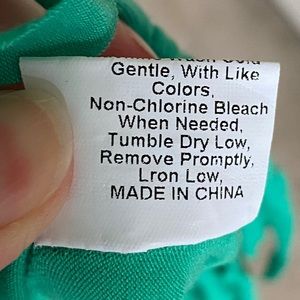 Wash Cold
Gentle, With Like
Colors,
Non-Chlorine Bleach
When Needed,
Tumble Dry Low,
Remove Promptly,
Lron Low,
MADE IN CHINA